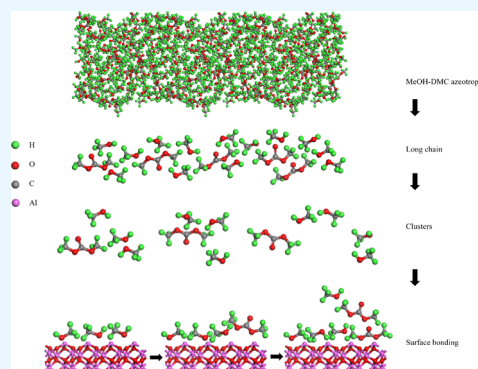 MeOH-DMC azeotrop
Long chain
H
O
C
Al
Clusters
Surface bonding